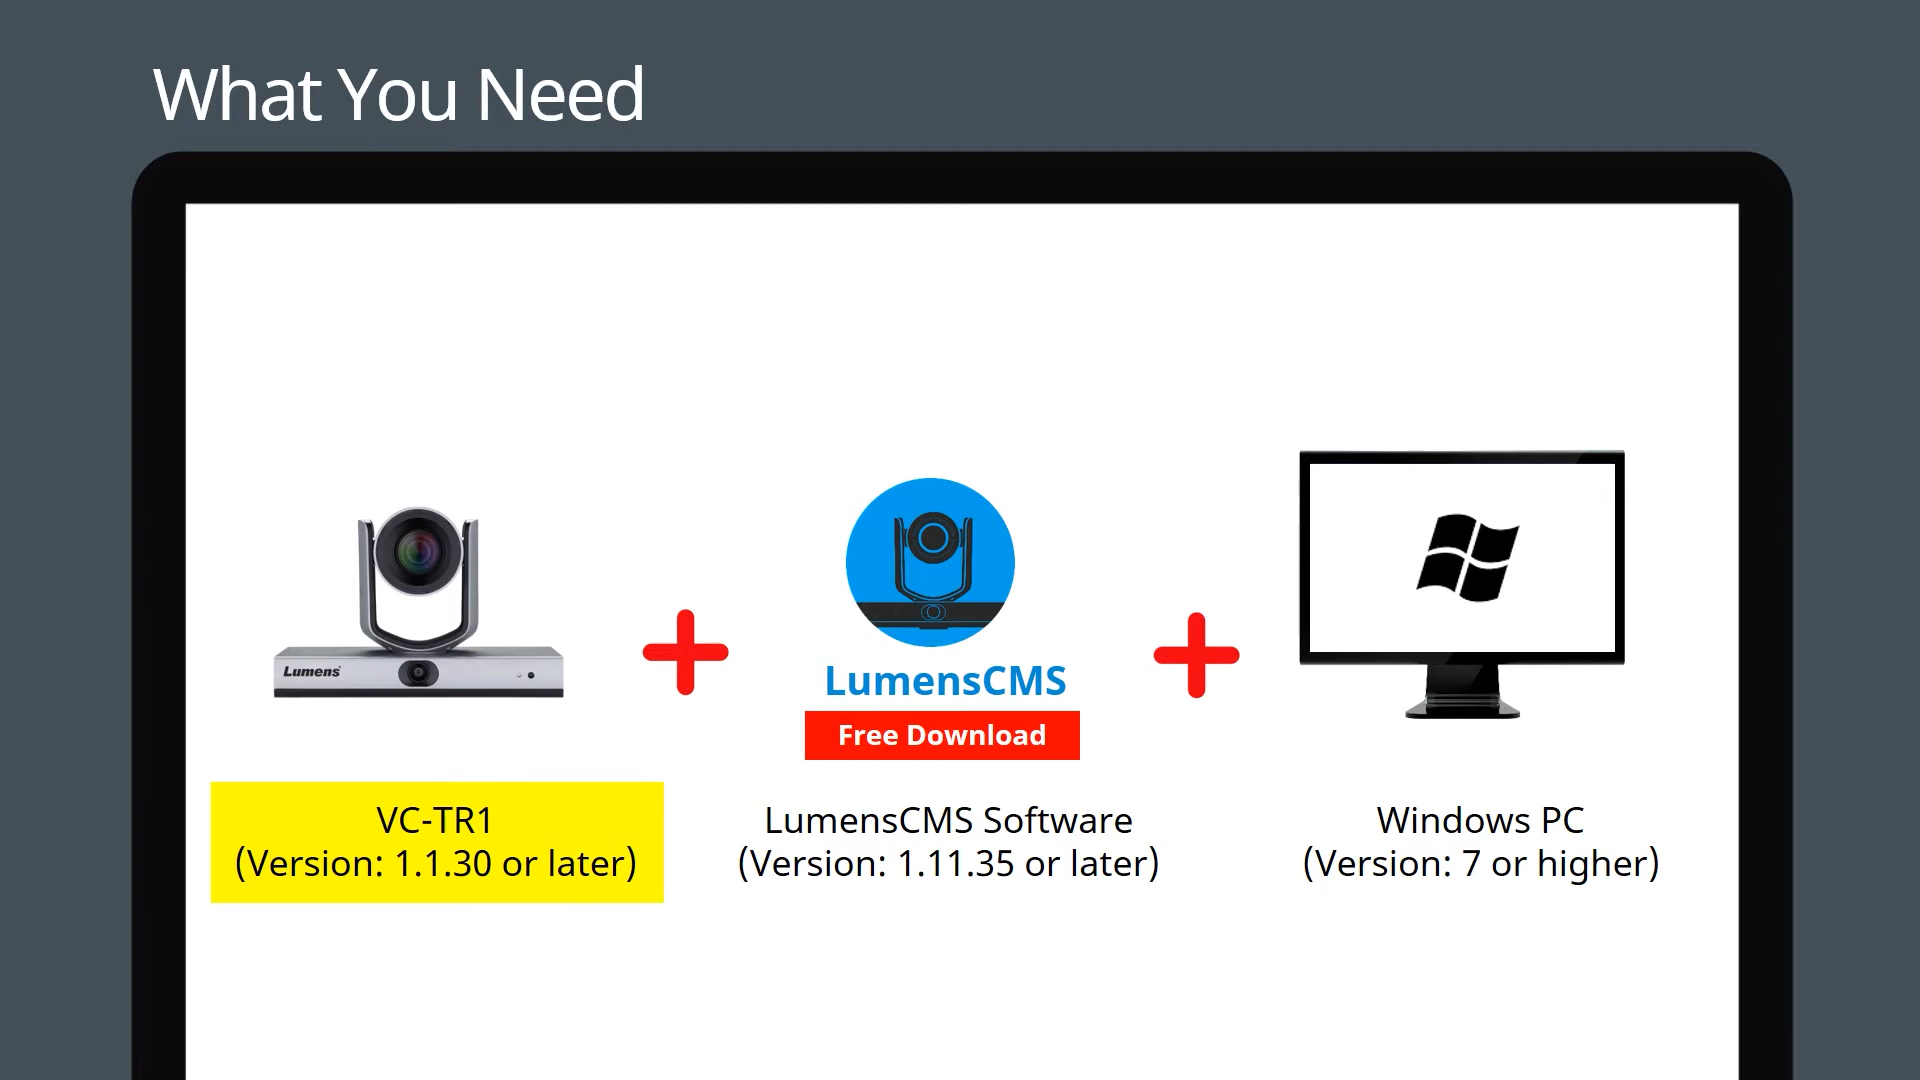 What You Need
Lumens
LumensCMS
Free Download
VC-TR1
(Version: 1.1.30 or later)
LumensCMS Software
(Version: 1.11.35 or later)
Windows PC
(Version: 7 or higher)